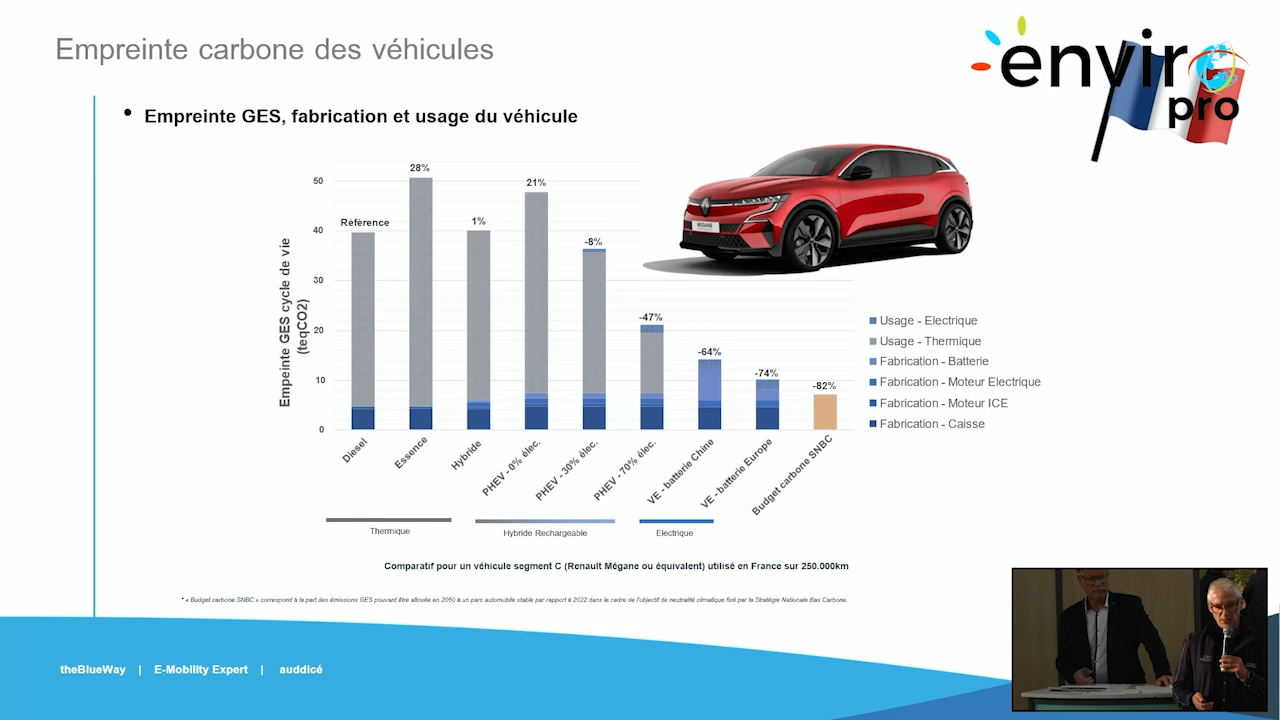 Empreinte carbone des véhicules
enviro
pro
• Empreinte GES, fabrication et usage du véhicule
Empreinte GES cycle de vie
(teqCO2)
50
40
30
20
10
0
Référence
28%
1%
21%
-8%
-47%
-64%
-74%
-82%
Diesel
Essence
Hybride
PHEV - 0% élec.
PHEV - 30% élec.
PHEV - 70% élec.
VE - batterie Chine
VE - batterie Europe
Budget carbone SNBC
Usage - Electrique
Usage - Thermique
Fabrication - Batterie
Fabrication - Moteur Electrique
Fabrication - Moteur ICE
Fabrication - Caisse
Thermique
Hybride Rechargeable
Electrique
Comparatif pour un véhicule segment C (Renault Mégane ou équivalent) utilisé en France sur 250.000km
* « Budget carbone SNBC » correspond à la part des émissions GES pouvant être allouée en 2050 à un parc automobile stable par rapport à 2022 dans le cadre de l'objectif de neutralité climatique fixé par la Stratégie Nationale Bas Carbone.
theBlueWay | E-Mobility Expert | auddicé